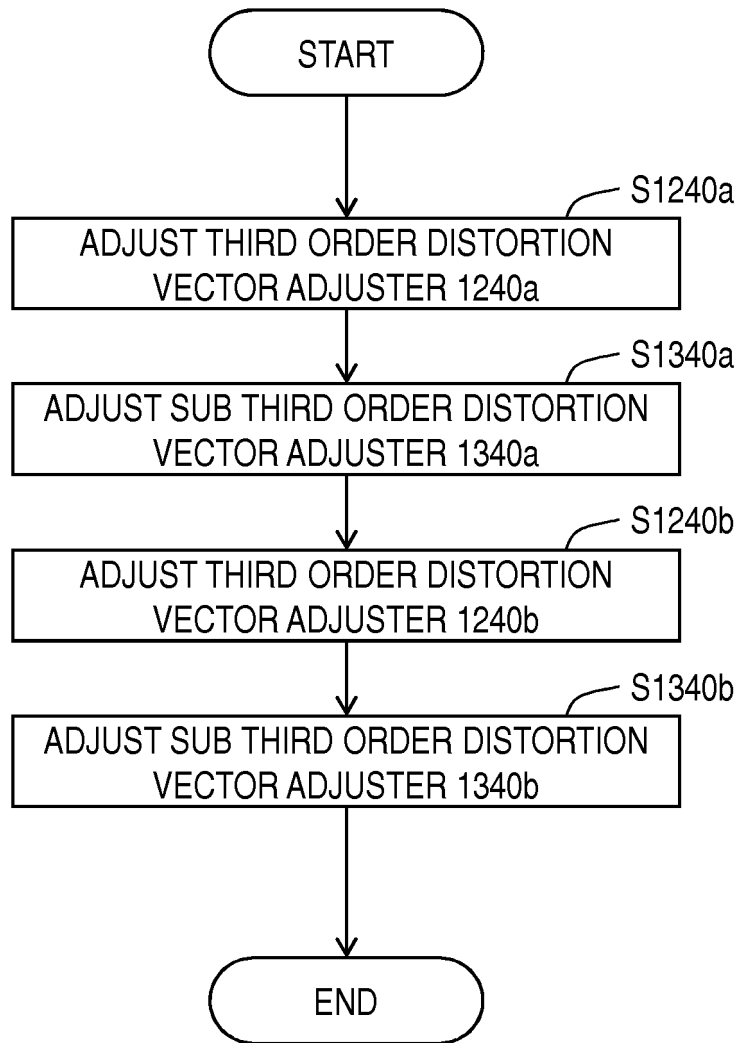 START
S1240a
ADJUST THIRD ORDER DISTORTION
VECTOR ADJUSTER 1240a
S1340a
ADJUST SUB THIRD ORDER DISTORTION
VECTOR ADJUSTER 1340a
S1240b
ADJUST THIRD ORDER DISTORTION
VECTOR ADJUSTER 1240b
S1340b
ADJUST SUB THIRD ORDER DISTORTION
VECTOR ADJUSTER 1340b
END